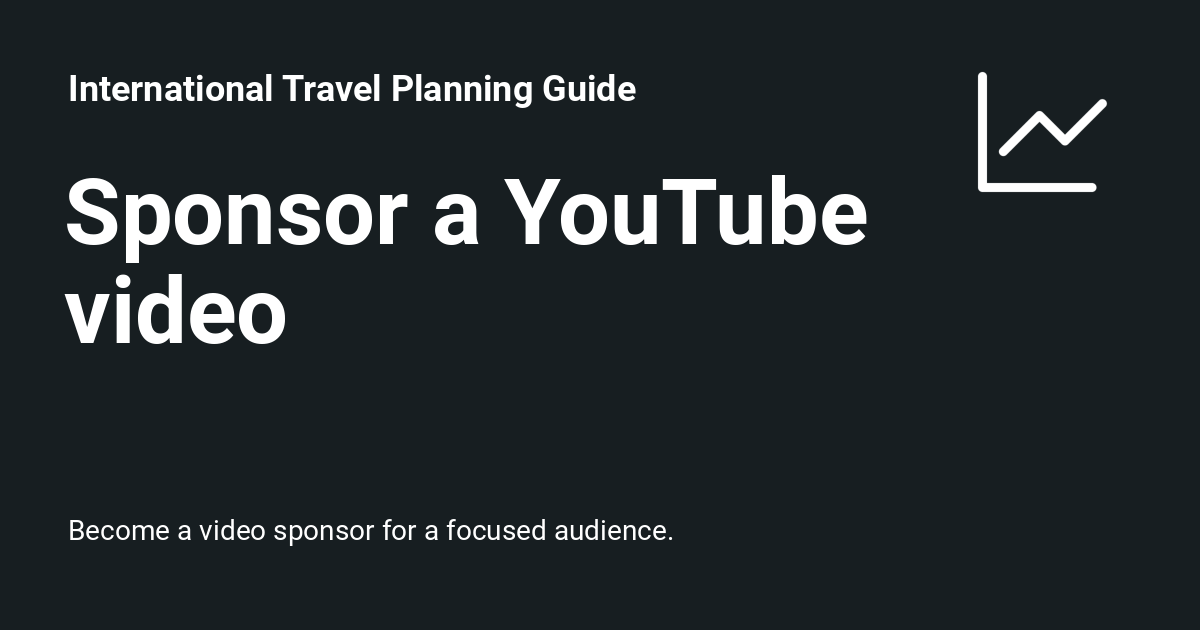 International Travel Planning Guide
Sponsor a YouTube
video
Become a video sponsor for a focused audience.